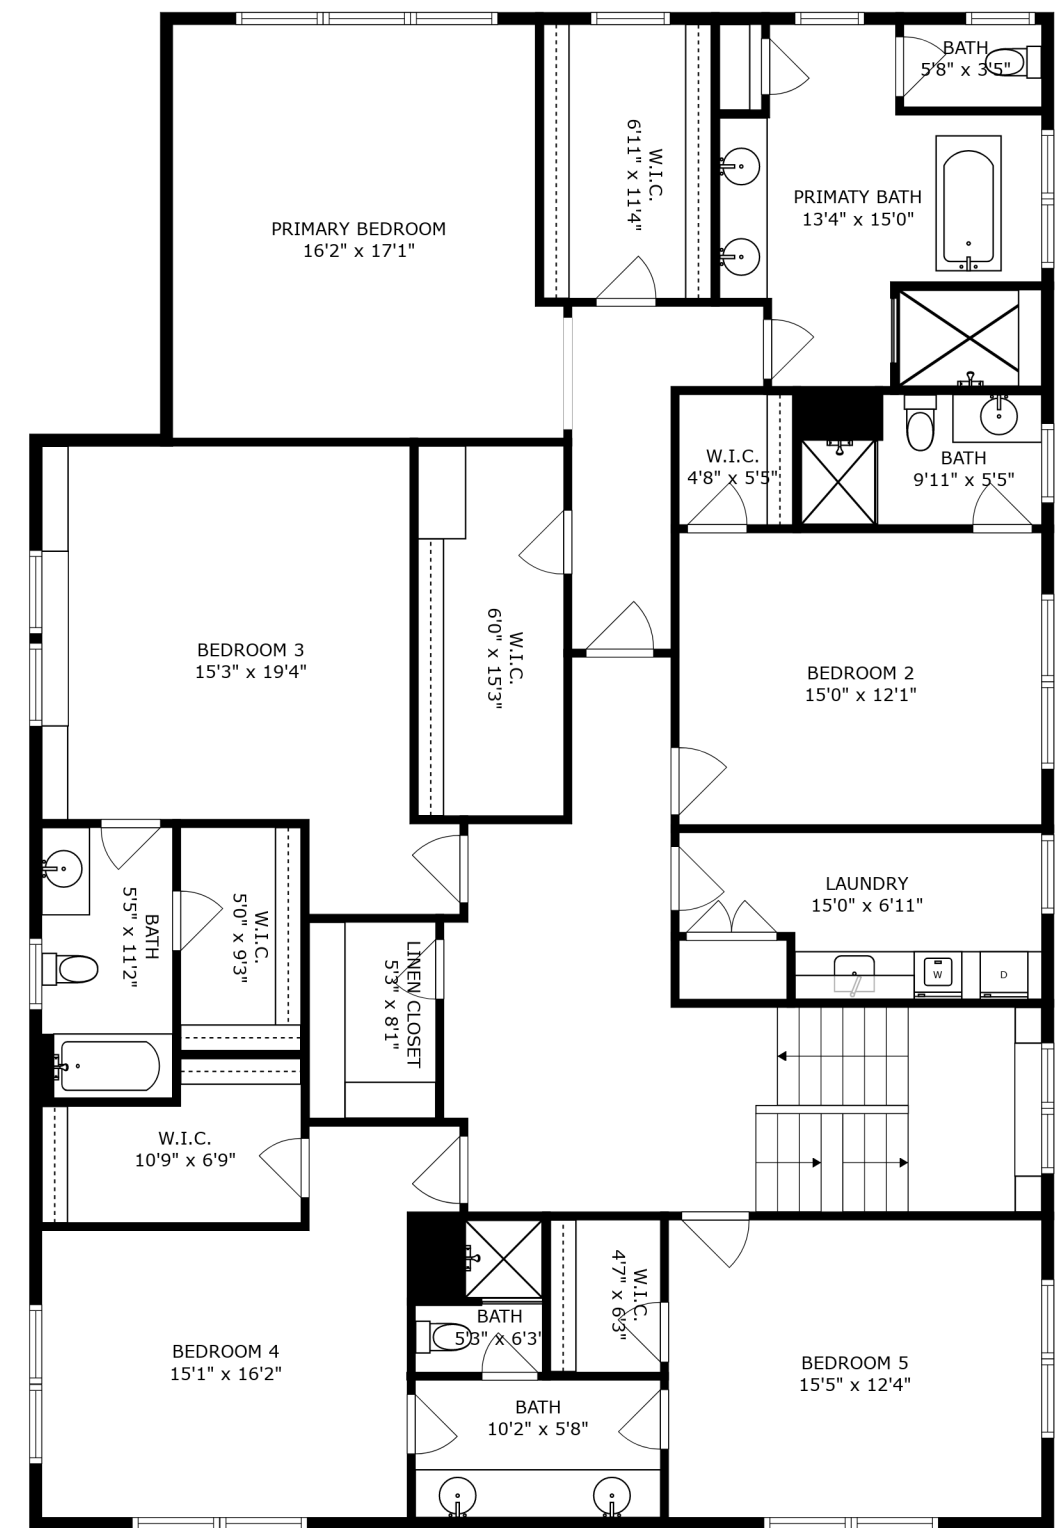 BATH
5'8" x 3'5"
W.I.C.
6'11" x 11'4"
PRIMATY BATH
13'4" x 15'0"
PRIMARY BEDROOM
16'2" x 17'1"
W.I.C.
4'8" x 5'5"
BATH
9'11" x 5'5"
BEDROOM 3
15'3" x 19'4"
W.I.C.
6'0" x 15'3"
BEDROOM 2
15'0" x 12'1"
LAUNDRY
15'0" x 6'11"
W
D
BATH
5'5" x 11'2"
W.I.C.
5'0" x 9'3"
LINEN CLOSET
5'3" x 8'1"
W.I.C.
10'9" x 6'9"
BATH
5'3" x 6'3"
W.I.C.
4'7" x 6'3"
BEDROOM 4
15'1" x 16'2"
BEDROOM 5
15'5" x 12'4"
BATH
10'2" x 5'8"